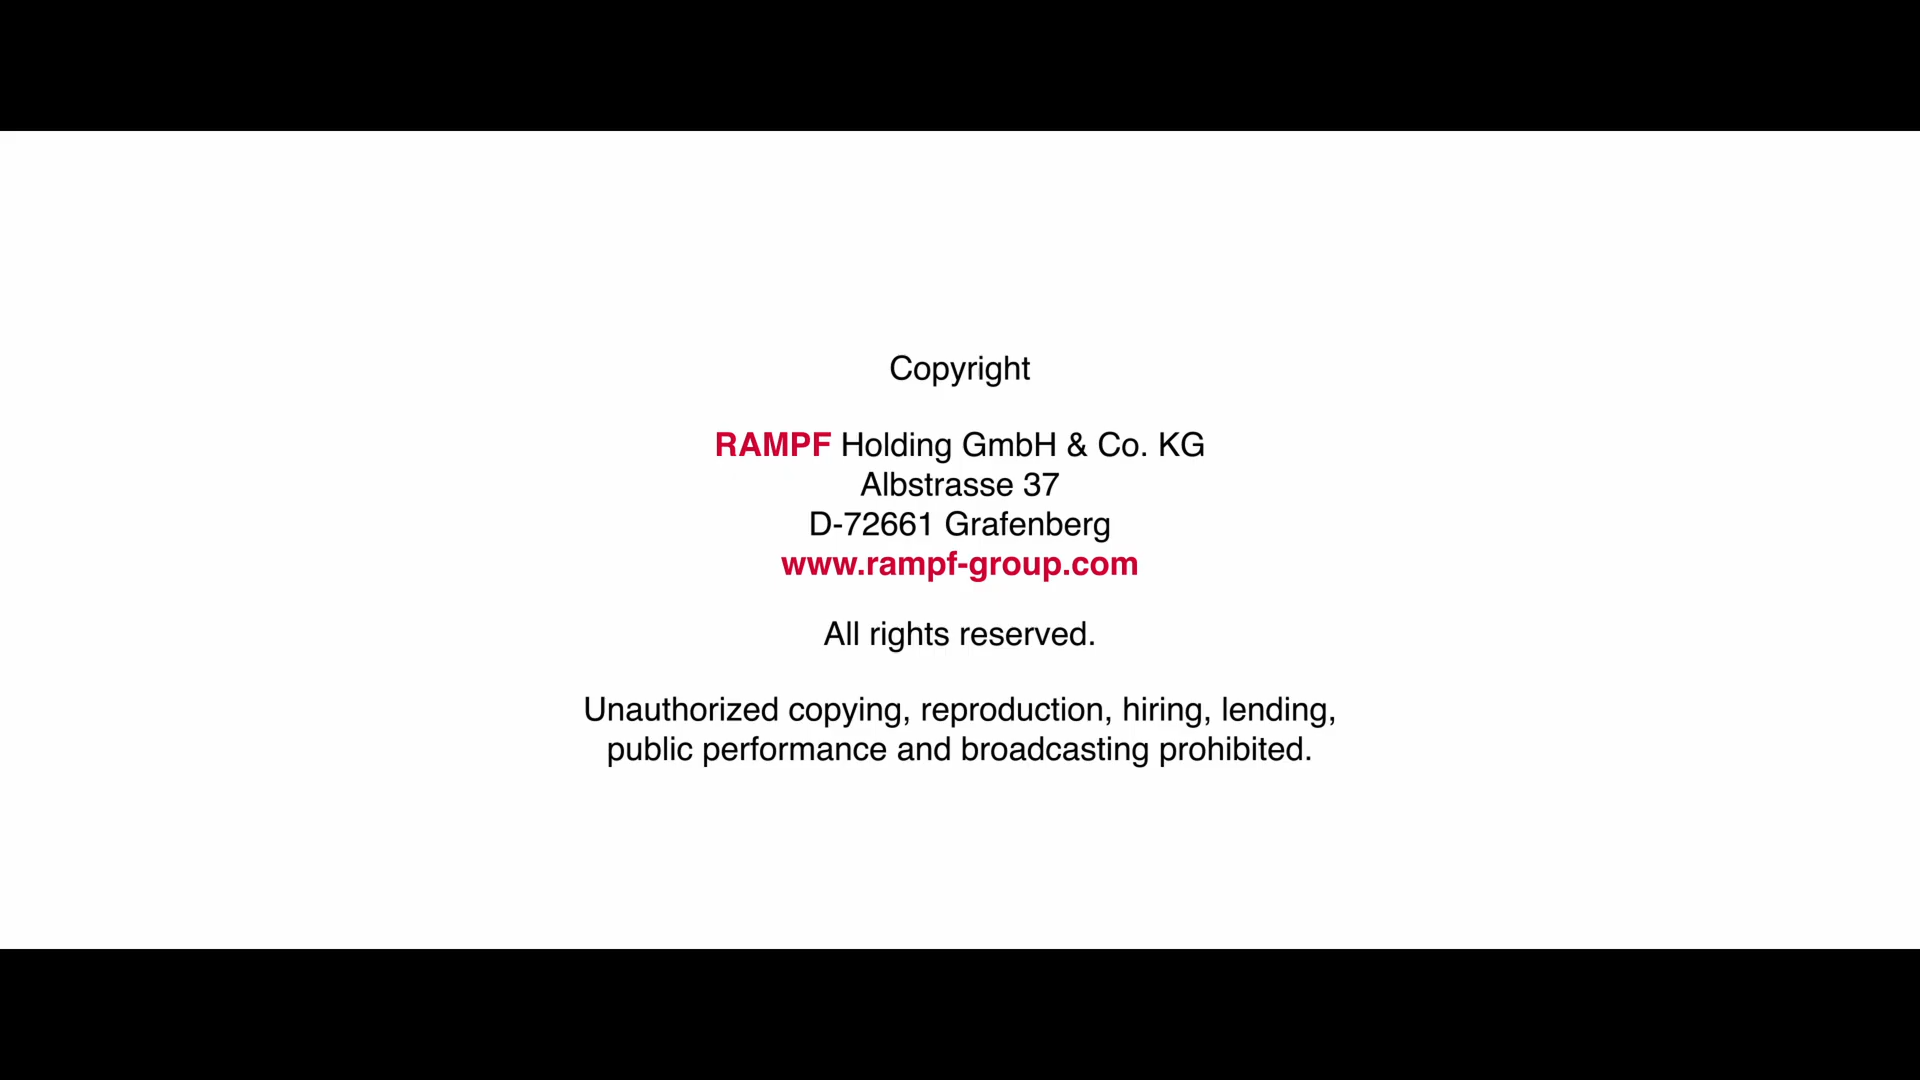 Copyright
RAMPF Holding GmbH & Co. KG
Albstrasse 37
D-72661 Grafenberg
www.rampf-group.com
All rights reserved.
Unauthorized copying, reproduction, hiring, lending,
public performance and broadcasting prohibited.